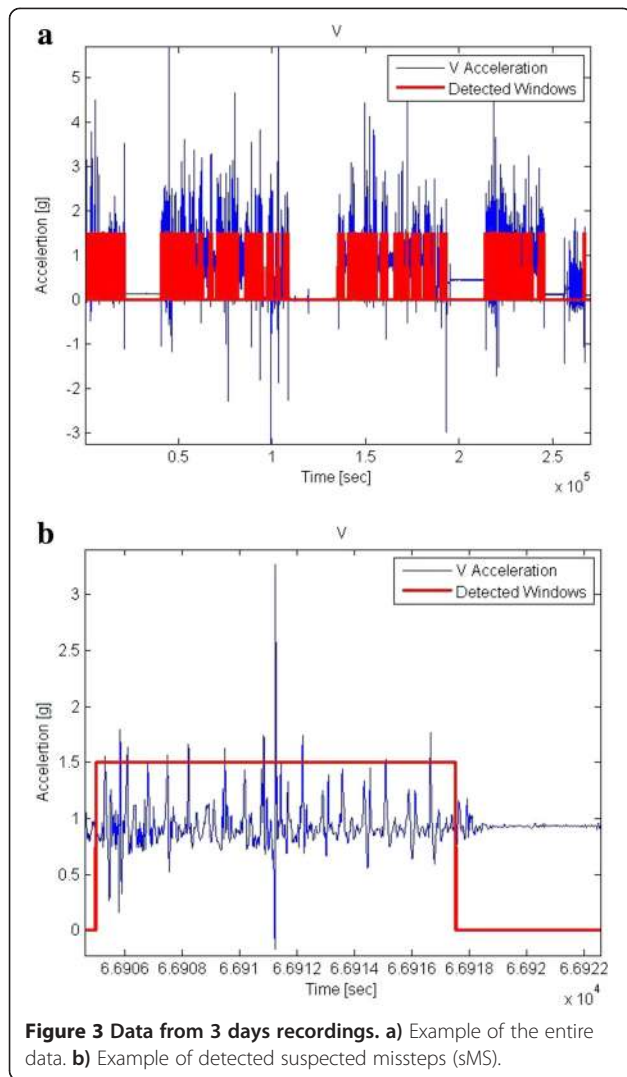 a
V
V Acceleration
Detected Windows
5
4
3
2
1
0
-1
-2
-3
Accelertion [g]
0.5 1 1.5 2 2.5
Time [sec]
x 10^5
b
V
V Acceleration
Detected Windows
3
2.5
2
1.5
1
0.5
0
Accelertion [g]
6.6906 6.6908 6.691 6.6912 6.6914 6.6916 6.6918 6.692 6.6922
Time [sec]
x 10^4
Figure 3 Data from 3 days recordings. a) Example of the entire
data. b) Example of detected suspected missteps (sMS).